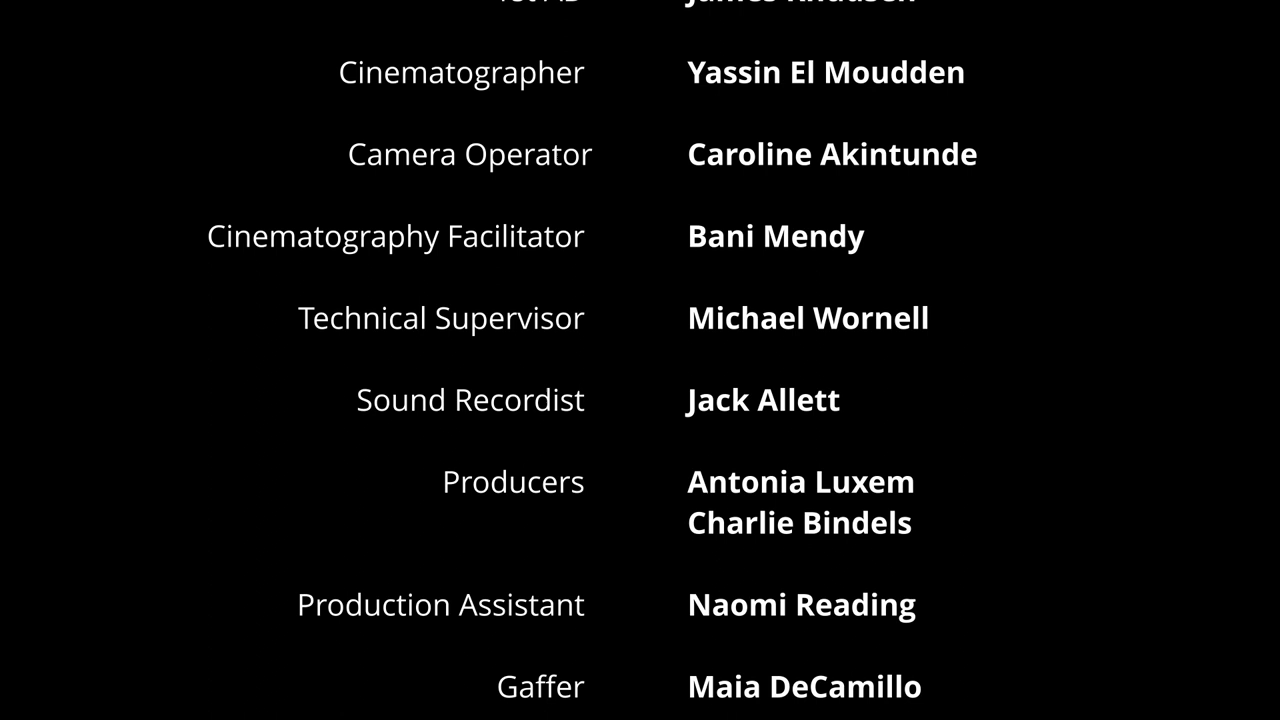 Cinematographer Yassin El Moudden
Camera Operator Caroline Akintunde
Cinematography Facilitator Bani Mendy
Technical Supervisor Michael Wornell
Sound Recordist Jack Allett
Producers Antonia Luxem
Charlie Bindels
Production Assistant Naomi Reading
Gaffer Maia DeCamillo